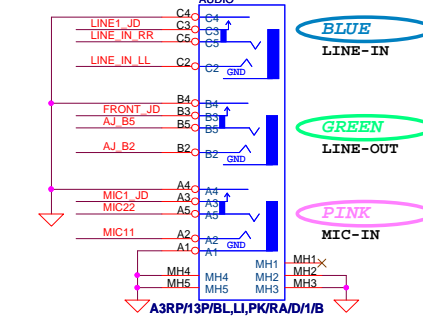 AUDIO
C4 C4
LINE1_JD C3 C3
LINE_IN_RR C5 C5
LINE_IN_LL C2 C2
GND
BLUE
LINE-IN
B4 B4
FRONT_JD B3 B3
AJ_B5 B5 B5
AJ_B2 B2 B2
GND
GREEN
LINE-OUT
A4 A4
MIC1_JD A3 A3
MIC22 A5 A5
MIC11 A2 A2
GND
A1 A1
PINK
MIC-IN
MH1 MH1
MH4 MH4 MH2 MH2
MH5 MH5 MH3 MH3
A3RP/13P/BL,LI,PK/RA/D/1/B